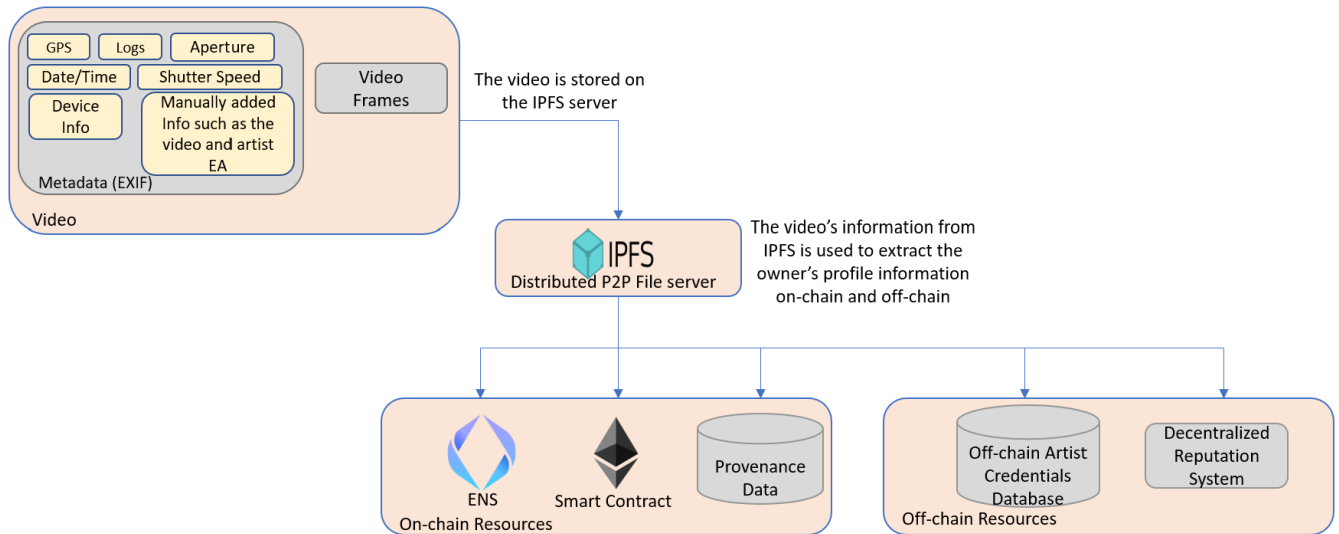 GPS
Logs
Aperture
Date/Time
Shutter Speed
Device
Info
Manually added
Info such as the
video and artist
EA
Metadata (EXIF)
Video
Frames
Video
The video is stored on
the IPFS server
IPFS
Distributed P2P File server
The video's information from
IPFS is used to extract the
owner's profile information
on-chain and off-chain
ENS
Smart Contract
Provenance
Data
On-chain Resources
Off-chain Artist
Credentials
Database
Decentralized
Reputation
System
Off-chain Resources